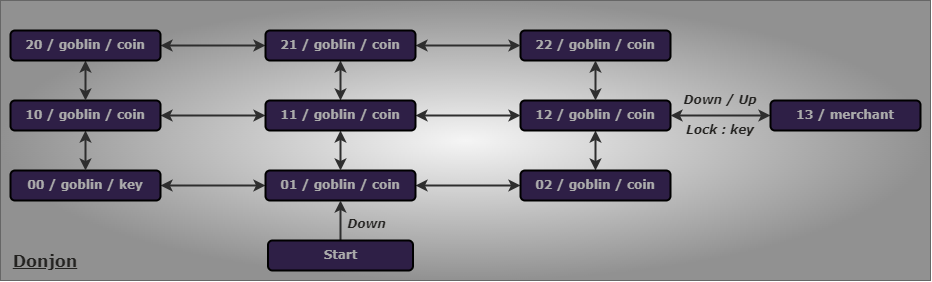 20 / goblin / coin
21 / goblin / coin
22 / goblin / coin
10 / goblin / coin
11 / goblin / coin
12 / goblin / coin
Down / Up
Lock : key
13 / merchant
00 / goblin / key
01 / goblin / coin
02 / goblin / coin
Down
Start
Donjon